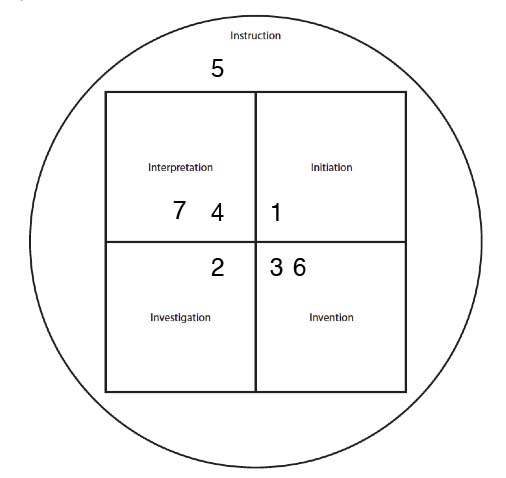 Instruction
5
Interpretation Initiation
7 4 1
2 3 6
Investigation Invention